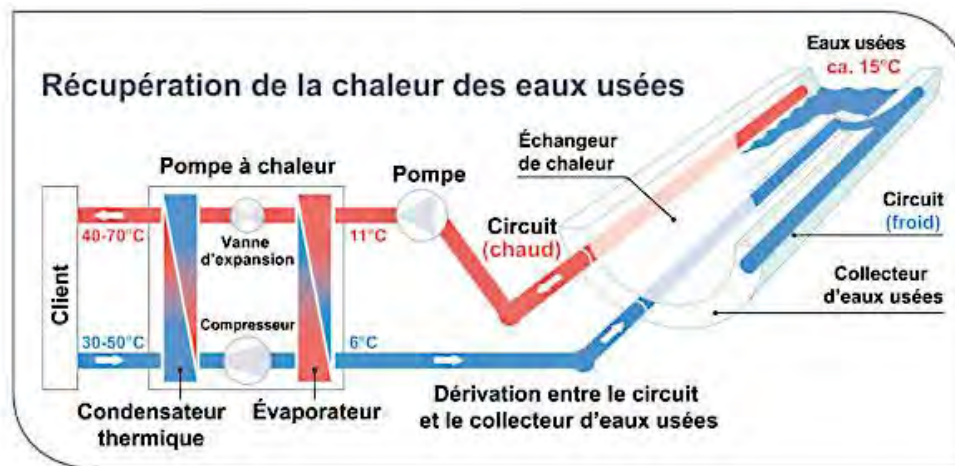 Eaux usées
ca. 15°C
Récupération de la chaleur des eaux usées
Échangeur
de chaleur
Pompe à chaleur
Pompe
Circuit
(chaud)
Circuit
(froid)
40-70°C
Vanne
d'expansion
11°C
Client
Collecteur
d'eaux usées
30-50°C
Compresseur
6°C
Condensateur
thermique
Évaporateur
Dérivation entre le circuit
et le collecteur d'eaux usées